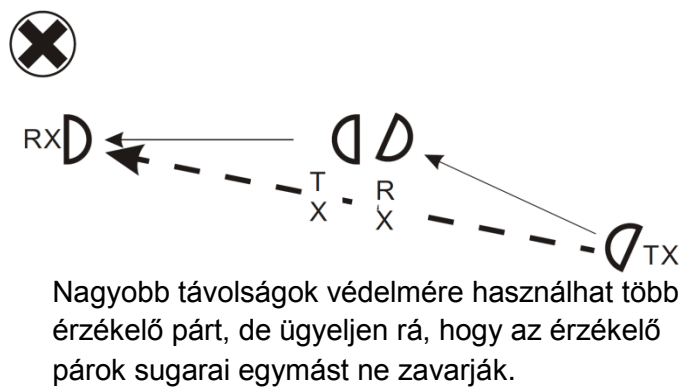 RX
T
X
R
X
TX
Nagyobb távolságok védelmére használhat több
érzékelő párt, de ügyeljen rá, hogy az érzékelő
párok sugarai egymást ne zavarják.